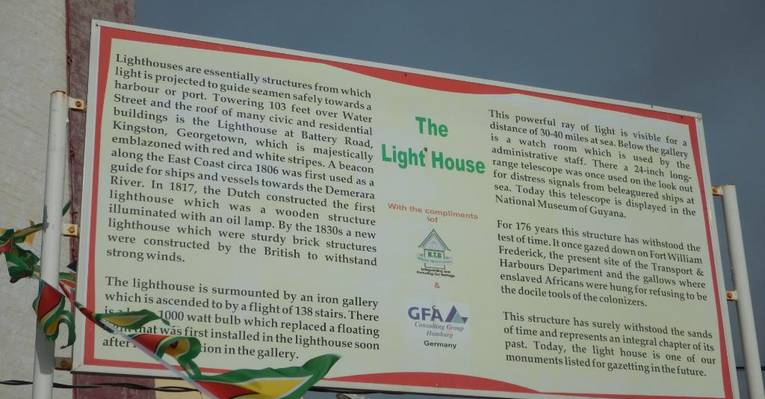 Lighthouses are essentially structures from which
light is projected to guide seamen safely towards a
harbour or port. Towering 103 feet over Water
Street and the roof of many civic and residential
buildings is the Lighthouse at Battery Road,
Kingston, Georgetown, which is majestically
emblazoned with red and white stripes. A beacon
along the East Coast circa 1806 was first used as a
guide for ships and vessels towards the Demerara
River. In 1817, the Dutch constructed the first
lighthouse which was a wooden structure
illuminated with an oil lamp. By the 1830s a new
lighthouse which were sturdy brick structures
were constructed by the British to withstand
strong winds.
The lighthouse is surmounted by an iron gallery
which is ascended to by a flight of 138 stairs. There
is a 1000 watt bulb which replaced a floating
that was first installed in the lighthouse soon
after in the gallery.
The
Light House
With the compliments
of
&
GFA
Consulting Group
Hamburg
Germany
This powerful ray of light is visible for a
distance of 30-40 miles at sea. Below the gallery
is a watch room which is used by the
administrative staff. There a 24-inch long-
range telescope was once used on the look out
for distress signals from beleaguered ships at
sea. Today this telescope is displayed in the
National Museum of Guyana.
For 176 years this structure has withstood the
test of time. It once gazed down on Fort William
Frederick, the present site of the Transport &
Harbours Department and the gallows where
enslaved Africans were hung for refusing to be
the docile tools of the colonizers.
This structure has surely withstood the sands
of time and represents an integral chapter of its
past. Today, the light house is one of our
monuments listed for gazetting in the future.